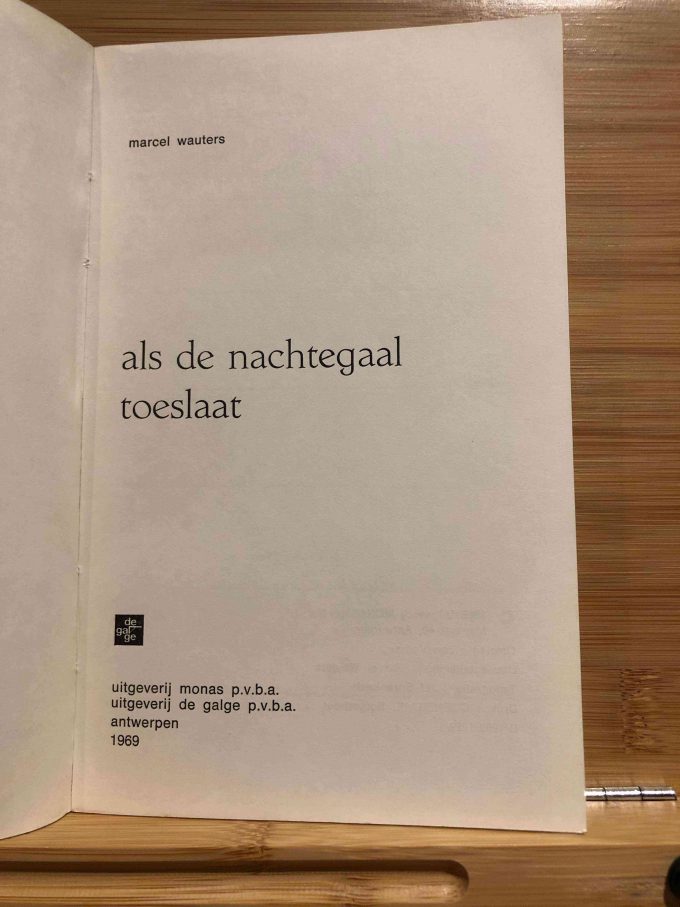 marcel wauters
als de nachtegaal
toeslaat
de
gal
ge
uitgeverij monas p.v.b.a.
uitgeverij de galge p.v.b.a.
antwerpen
1969